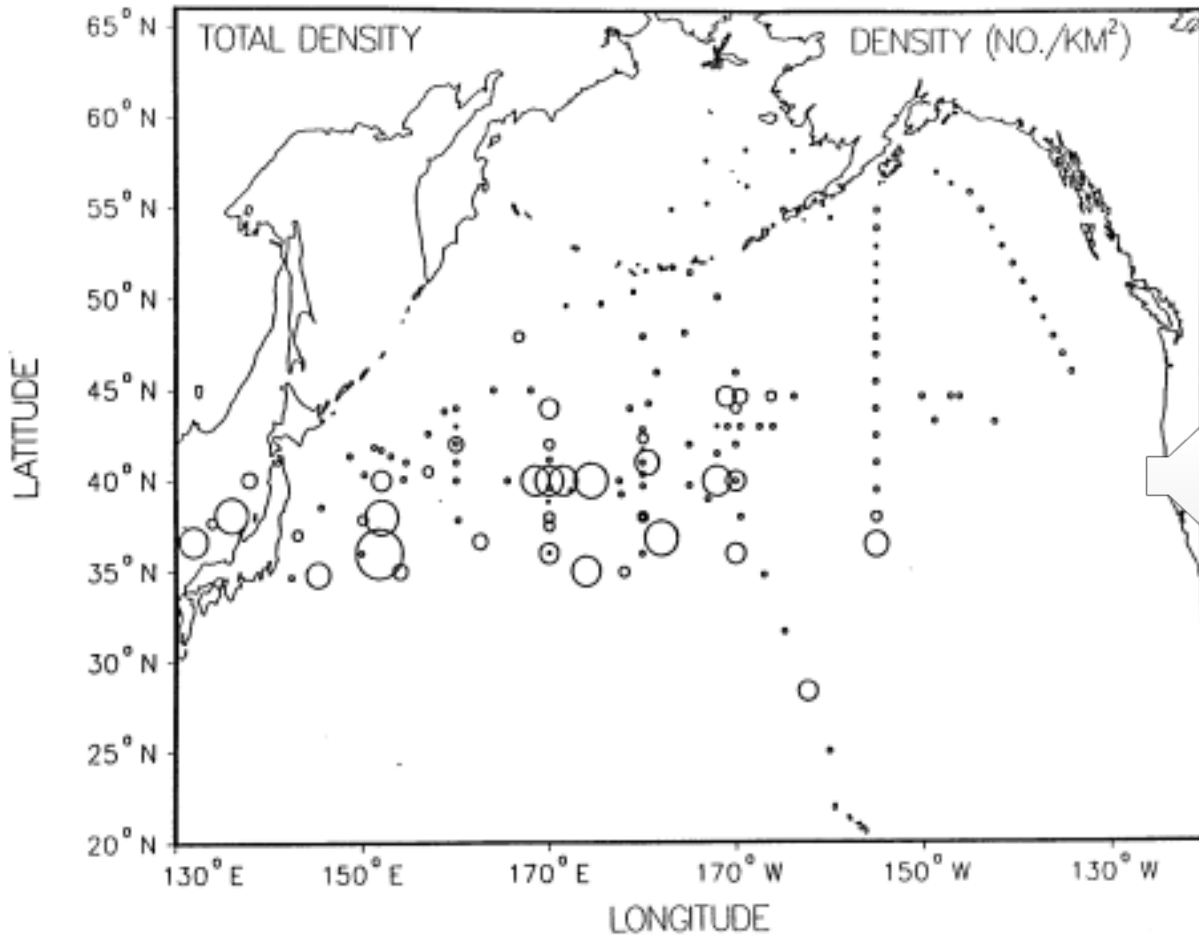 TOTAL DENSITY
DENSITY (NO./KM²)
65° N
60° N
55° N
50° N
45° N
40° N
35° N
30° N
25° N
20° N
LATITUDE
130° E
150° E
170° E
170° W
150° W
130° W
LONGITUDE